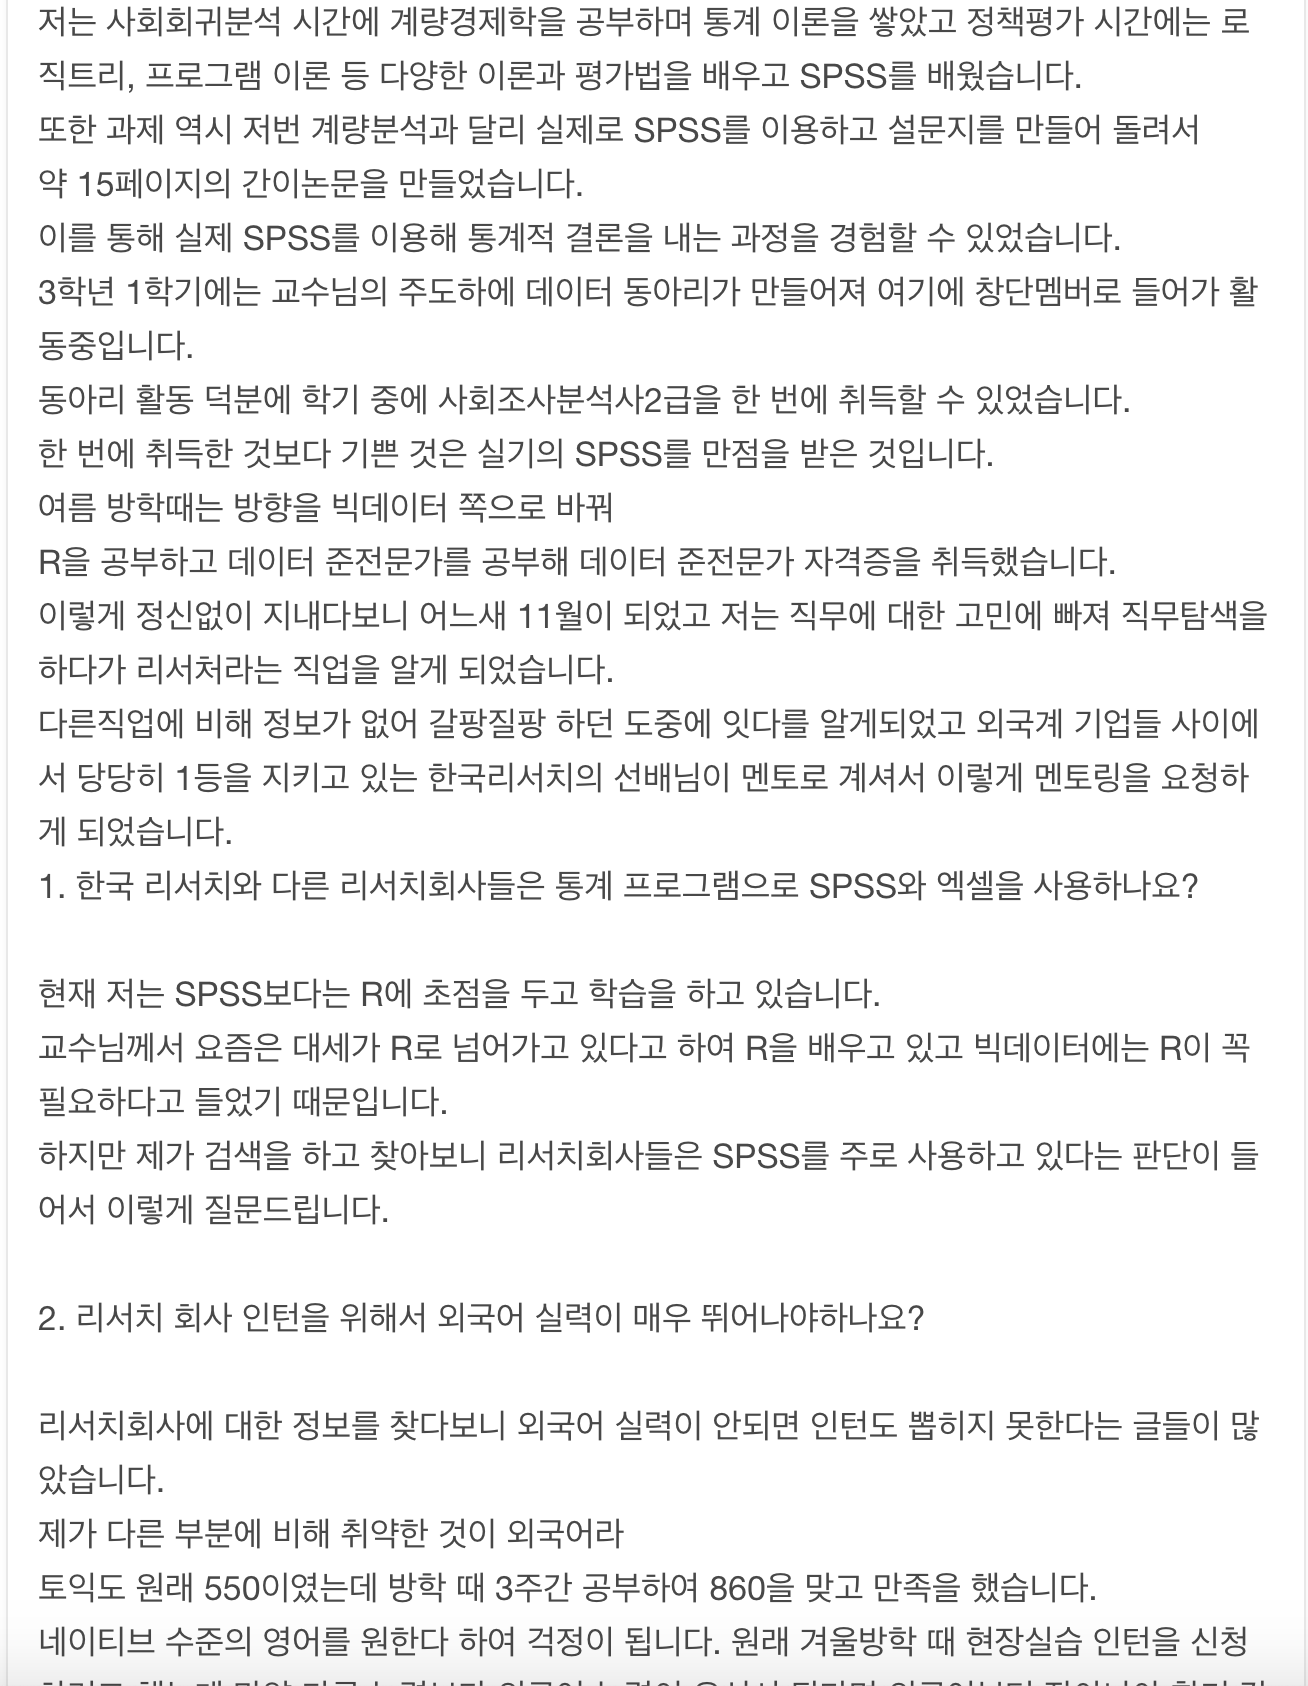 저는 사회회귀분석 시간에 계량경제학을 공부하며 통계 이론을 쌓았고 정책평가 시간에는 로
직트리, 프로그램 이론 등 다양한 이론과 평가법을 배우고 SPSS를 배웠습니다.
또한 과제 역시 저번 계량분석과 달리 실제로 SPSS를 이용하고 설문지를 만들어 돌려서
약 15페이지의 간이논문을 만들었습니다.
이를 통해 실제 SPSS를 이용해 통계적 결론을 내는 과정을 경험할 수 있었습니다.
3학년 1학기에는 교수님의 주도하에 데이터 동아리가 만들어져 여기에 창단멤버로 들어가 활
동중입니다.
동아리 활동 덕분에 학기 중에 사회조사분석사2급을 한 번에 취득할 수 있었습니다.
한 번에 취득한 것보다 기쁜 것은 실기의 SPSS를 만점을 받은 것입니다.
여름 방학때는 방향을 빅데이터 쪽으로 바꿔
R을 공부하고 데이터 준전문가를 공부해 데이터 준전문가 자격증을 취득했습니다.
이렇게 정신없이 지내다보니 어느새 11월이 되었고 저는 직무에 대한 고민에 빠져 직무탐색을
하다가 리서처라는 직업을 알게 되었습니다.
다른직업에 비해 정보가 없어 갈팡질팡 하던 도중에 잇다를 알게되었고 외국계 기업들 사이에
서 당당히 1등을 지키고 있는 한국리서치의 선배님이 멘토로 계셔서 이렇게 멘토링을 요청하
게 되었습니다.
1. 한국 리서치와 다른 리서치회사들은 통계 프로그램으로 SPSS와 엑셀을 사용하나요?
현재 저는 SPSS보다는 R에 초점을 두고 학습을 하고 있습니다.
교수님께서 요즘은 대세가 R로 넘어가고 있다고 하여 R을 배우고 있고 빅데이터에는 R이 꼭
필요하다고 들었기 때문입니다.
하지만 제가 검색을 하고 찾아보니 리서치회사들은 SPSS를 주로 사용하고 있다는 판단이 들
어서 이렇게 질문드립니다.
2. 리서치 회사 인턴을 위해서 외국어 실력이 매우 뛰어나야하나요?
리서치회사에 대한 정보를 찾다보니 외국어 실력이 안되면 인턴도 뽑히지 못한다는 글들이 많
았습니다.
제가 다른 부분에 비해 취약한 것이 외국어라
토익도 원래 550이였는데 방학 때 3주간 공부하여 860을 맞고 만족을 했습니다.
네이티브 수준의 영어를 원한다 하여 걱정이 됩니다. 원래 겨울방학 때 현장실습 인턴을 신청